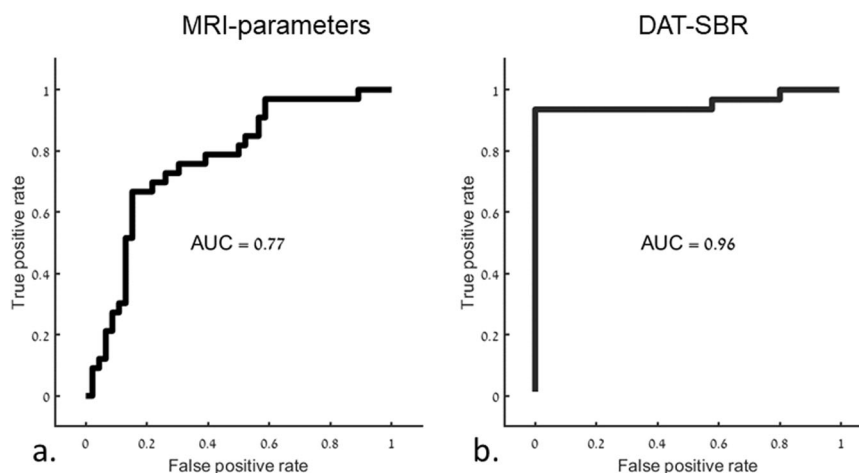 MRI-parameters
1
0.8
0.6
0.4
0.2
0
True positive rate
AUC = 0.77
0 0.2 0.4 0.6 0.8 1
False positive rate
a.
DAT-SBR
1
0.8
0.6
0.4
0.2
0
True positive rate
AUC = 0.96
0 0.2 0.4 0.6 0.8 1
False positive rate
b.